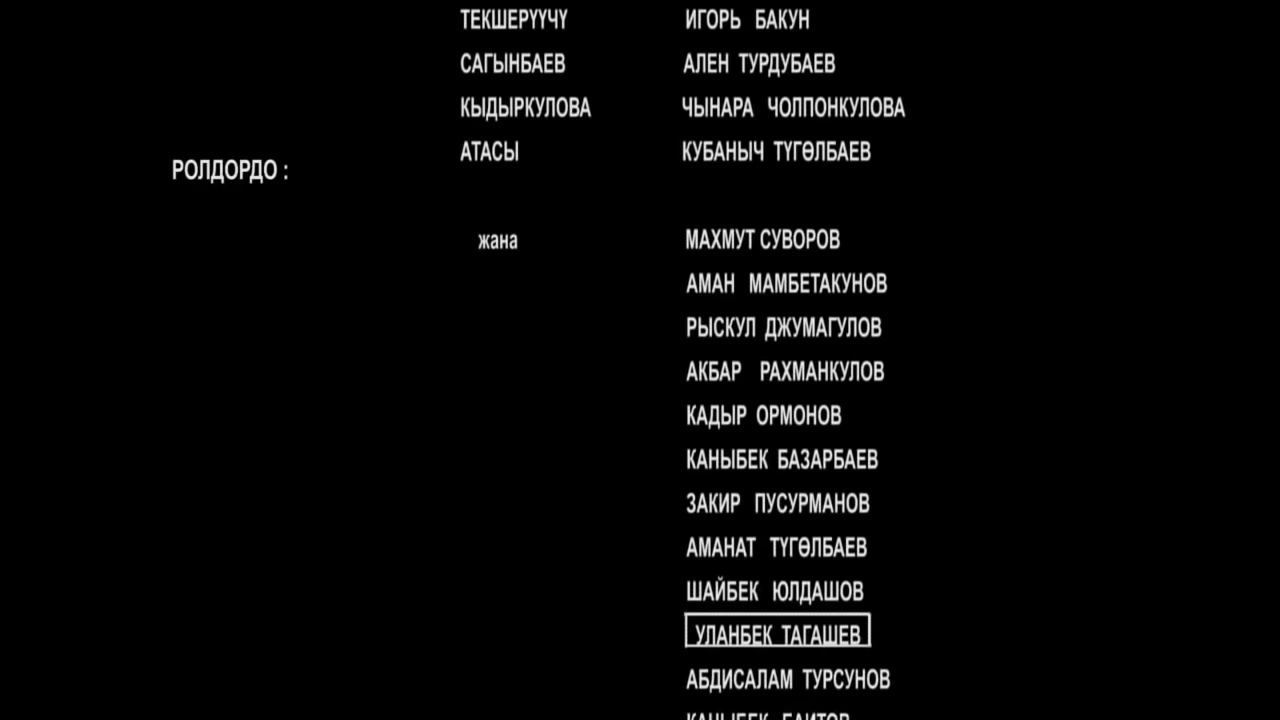 ТЕКШЕРҮҮЧҮ ИГОРЬ БАКУН
САГЫНБАЕВ АЛЕН ТУРДУБАЕВ
КЫДЫРКУЛОВА ЧЫНАРА ЧОЛПОНКУЛОВА
АТАСЫ КУБАНЫЧ ТҮГӨЛБАЕВ
РОЛДОРДО :
жана МАХМУТ СУВОРОВ
АМАН МАМБЕТАКУНОВ
РЫСКУЛ ДЖУМАГУЛОВ
АКБАР РАХМАНКУЛОВ
КАДЫР ОРМОНОВ
КАНЫБЕК БАЗАРБАЕВ
ЗАКИР ПУСУРМАНОВ
АМАНАТ ТҮГӨЛБАЕВ
ШАЙБЕК ЮЛДАШОВ
УЛАНБЕК ТАГАШЕВ
АБДИСАЛАМ ТУРСУНОВ
КАНЫБЕК